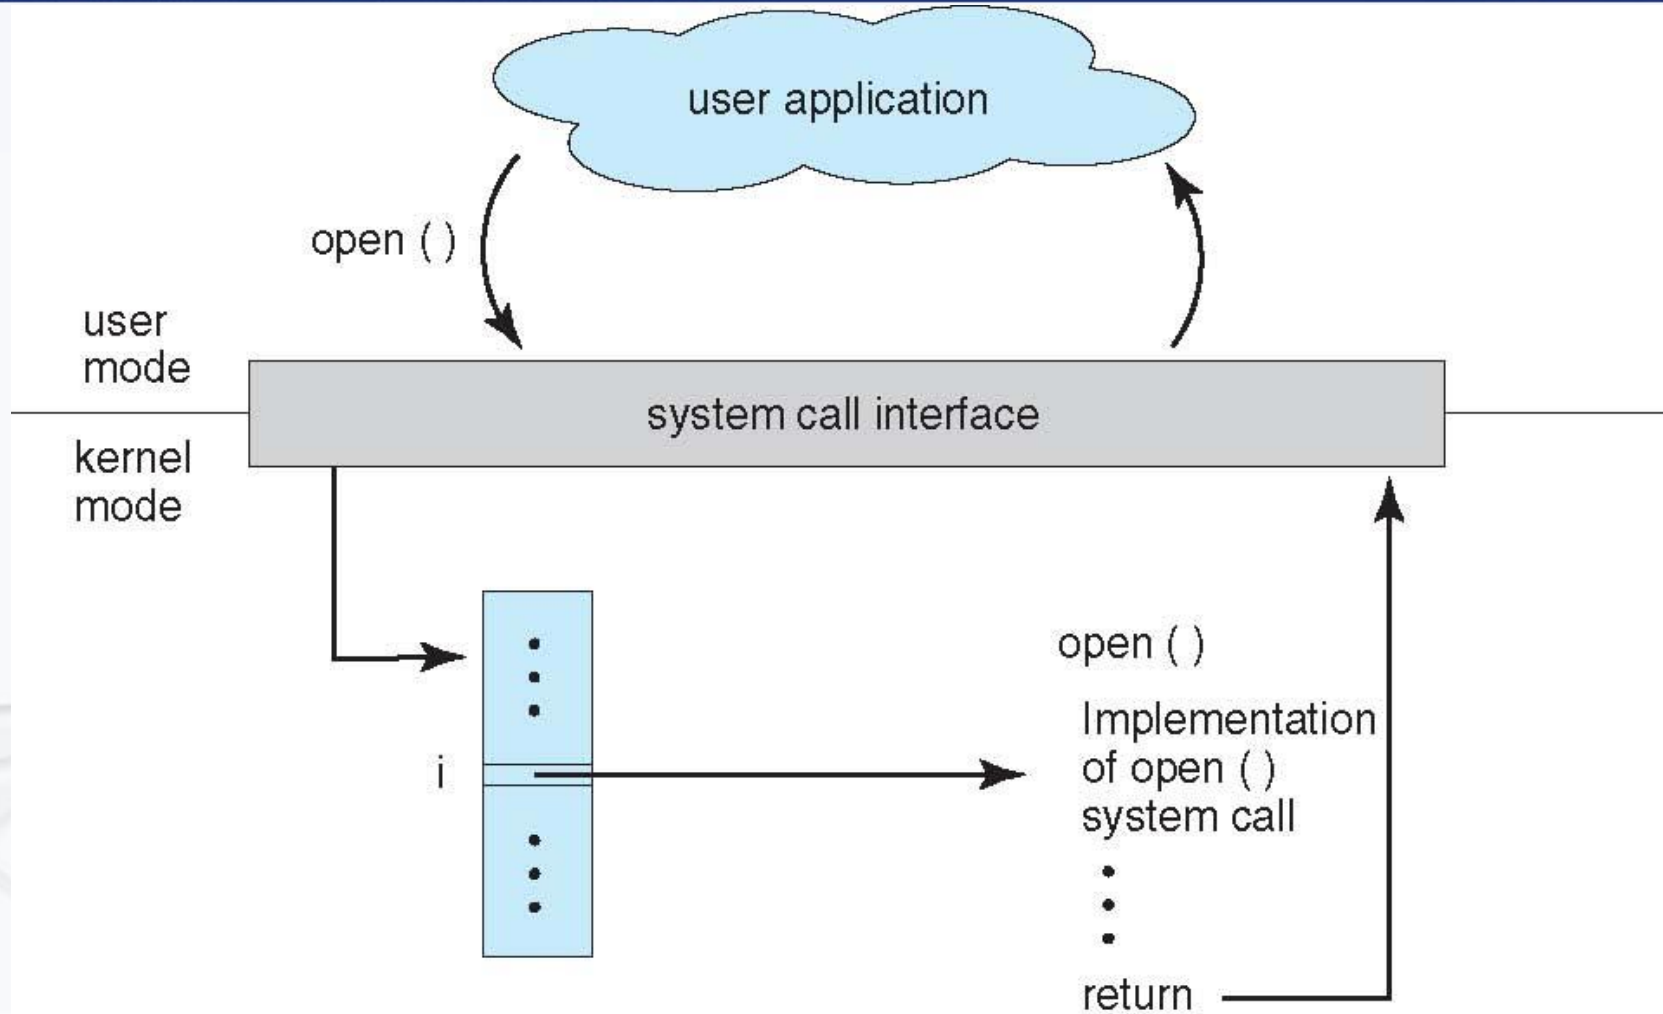 user application
open ( )
user
mode
system call interface
kernel
mode
open ( )
Implementation
of open ( )
system call
i
return